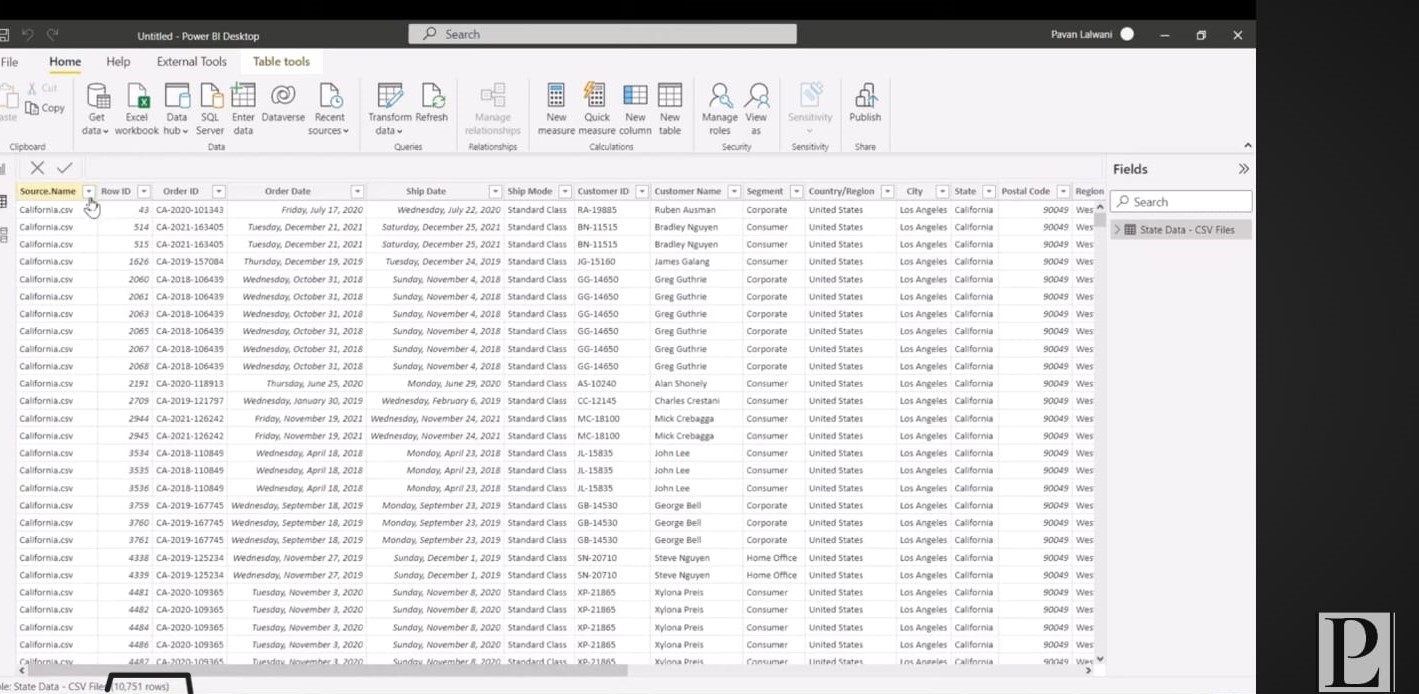 Untitled - Power BI Desktop Search Pavan Lalwani
File Home Help External Tools Table tools
Cut
Copy
Get data Excel workbook Data hub SQL Server Enter data Dataverse Recent sources Transform data Refresh Manage relationships New measure Quick measure New column New table Manage roles View as Sensitivity Publish
Clipboard Data Queries Relationships Calculations Security Sensitivity Share
Fields
Search
State Data - CSV Files
Source.Name Row ID Order ID Order Date Ship Date Ship Mode Customer ID Customer Name Segment Country/Region City State Postal Code Region
California.csv 43 CA-2020-101343 Friday, July 17, 2020 Wednesday, July 22, 2020 Standard Class RA-19885 Ruben Ausman Corporate United States Los Angeles California 90049 Wes
California.csv 514 CA-2021-163405 Tuesday, December 21, 2021 Saturday, December 25, 2021 Standard Class BN-11515 Bradley Nguyen Consumer United States Los Angeles California 90049 Wes
California.csv 515 CA-2021-163405 Tuesday, December 21, 2021 Saturday, December 25, 2021 Standard Class BN-11515 Bradley Nguyen Consumer United States Los Angeles California 90049 Wes
California.csv 1626 CA-2019-157084 Thursday, December 19, 2019 Tuesday, December 24, 2019 Standard Class JG-15160 James Galang Consumer United States Los Angeles California 90049 Wes
California.csv 2060 CA-2018-106439 Wednesday, October 31, 2018 Sunday, November 4, 2018 Standard Class GG-14650 Greg Guthrie Corporate United States Los Angeles California 90049 Wes
California.csv 2061 CA-2018-106439 Wednesday, October 31, 2018 Sunday, November 4, 2018 Standard Class GG-14650 Greg Guthrie Corporate United States Los Angeles California 90049 Wes
California.csv 2063 CA-2018-106439 Wednesday, October 31, 2018 Sunday, November 4, 2018 Standard Class GG-14650 Greg Guthrie Corporate United States Los Angeles California 90049 Wes
California.csv 2065 CA-2018-106439 Wednesday, October 31, 2018 Sunday, November 4, 2018 Standard Class GG-14650 Greg Guthrie Corporate United States Los Angeles California 90049 Wes
California.csv 2067 CA-2018-106439 Wednesday, October 31, 2018 Sunday, November 4, 2018 Standard Class GG-14650 Greg Guthrie Corporate United States Los Angeles California 90049 Wes
California.csv 2068 CA-2018-106439 Wednesday, October 31, 2018 Sunday, November 4, 2018 Standard Class GG-14650 Greg Guthrie Corporate United States Los Angeles California 90049 Wes
California.csv 2191 CA-2020-118913 Thursday, June 25, 2020 Monday, June 29, 2020 Standard Class AS-10240 Alan Shonely Consumer United States Los Angeles California 90049 Wes
California.csv 2709 CA-2019-121797 Wednesday, January 30, 2019 Wednesday, February 6, 2019 Standard Class CC-12145 Charles Crestani Consumer United States Los Angeles California 90049 Wes
California.csv 2944 CA-2021-126242 Friday, November 19, 2021 Wednesday, November 24, 2021 Standard Class MC-18100 Mick Crebagga Consumer United States Los Angeles California 90049 Wes
California.csv 2945 CA-2021-126242 Friday, November 19, 2021 Wednesday, November 24, 2021 Standard Class MC-18100 Mick Crebagga Consumer United States Los Angeles California 90049 Wes
California.csv 3534 CA-2018-110849 Wednesday, April 18, 2018 Monday, April 23, 2018 Standard Class JL-15835 John Lee Consumer United States Los Angeles California 90049 Wes
California.csv 3535 CA-2018-110849 Wednesday, April 18, 2018 Monday, April 23, 2018 Standard Class JL-15835 John Lee Consumer United States Los Angeles California 90049 Wes
California.csv 3536 CA-2018-110849 Wednesday, April 18, 2018 Monday, April 23, 2018 Standard Class JL-15835 John Lee Consumer United States Los Angeles California 90049 Wes
California.csv 3759 CA-2019-167745 Wednesday, September 18, 2019 Monday, September 23, 2019 Standard Class GB-14530 George Bell Corporate United States Los Angeles California 90049 Wes
California.csv 3760 CA-2019-167745 Wednesday, September 18, 2019 Monday, September 23, 2019 Standard Class GB-14530 George Bell Corporate United States Los Angeles California 90049 Wes
California.csv 3761 CA-2019-167745 Wednesday, September 18, 2019 Monday, September 23, 2019 Standard Class GB-14530 George Bell Corporate United States Los Angeles California 90049 Wes
California.csv 4338 CA-2019-125234 Wednesday, November 27, 2019 Sunday, December 1, 2019 Standard Class SN-20710 Steve Nguyen Home Office United States Los Angeles California 90049 Wes
California.csv 4339 CA-2019-125234 Wednesday, November 27, 2019 Sunday, December 1, 2019 Standard Class SN-20710 Steve Nguyen Home Office United States Los Angeles California 90049 Wes
California.csv 4481 CA-2020-109365 Tuesday, November 3, 2020 Sunday, November 8, 2020 Standard Class XP-21865 Xylona Preis Consumer United States Los Angeles California 90049 Wes
California.csv 4482 CA-2020-109365 Tuesday, November 3, 2020 Sunday, November 8, 2020 Standard Class XP-21865 Xylona Preis Consumer United States Los Angeles California 90049 Wes
California.csv 4484 CA-2020-109365 Tuesday, November 3, 2020 Sunday, November 8, 2020 Standard Class XP-21865 Xylona Preis Consumer United States Los Angeles California 90049 Wes
California.csv 4486 CA-2020-109365 Tuesday, November 3, 2020 Sunday, November 8, 2020 Standard Class XP-21865 Xylona Preis Consumer United States Los Angeles California 90049 Wes
California.csv 4487 CA-2020-109365 Tuesday, November 3, 2020 Sunday, November 8, 2020 Standard Class XP-21865 Xylona Preis Consumer United States Los Angeles California 90049 Wes
le: State Data - CSV Files (10,751 rows)